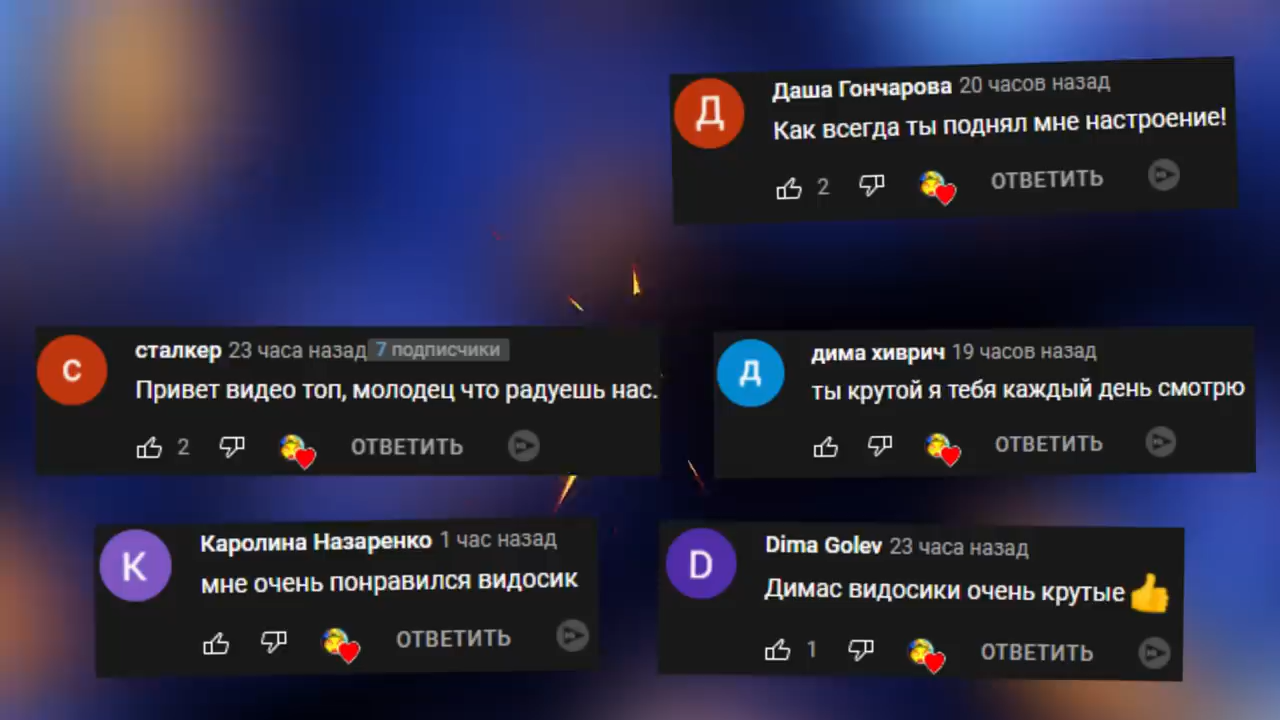 Д
Даша Гончарова 20 часов назад
Как всегда ты поднял мне настроение!
2 ОТВЕТИТЬ
С
сталкер 23 часа назад 7 подписчики
Привет видео топ, молодец что радуешь нас.
2 ОТВЕТИТЬ
Д
дима хиврич 19 часов назад
ты крутой я тебя каждый день смотрю
ОТВЕТИТЬ
К
Каролина Назаренко 1 час назад
мне очень понравился видосик
ОТВЕТИТЬ
D
Dima Golev 23 часа назад
Димас видосики очень крутые👍
1 ОТВЕТИТЬ